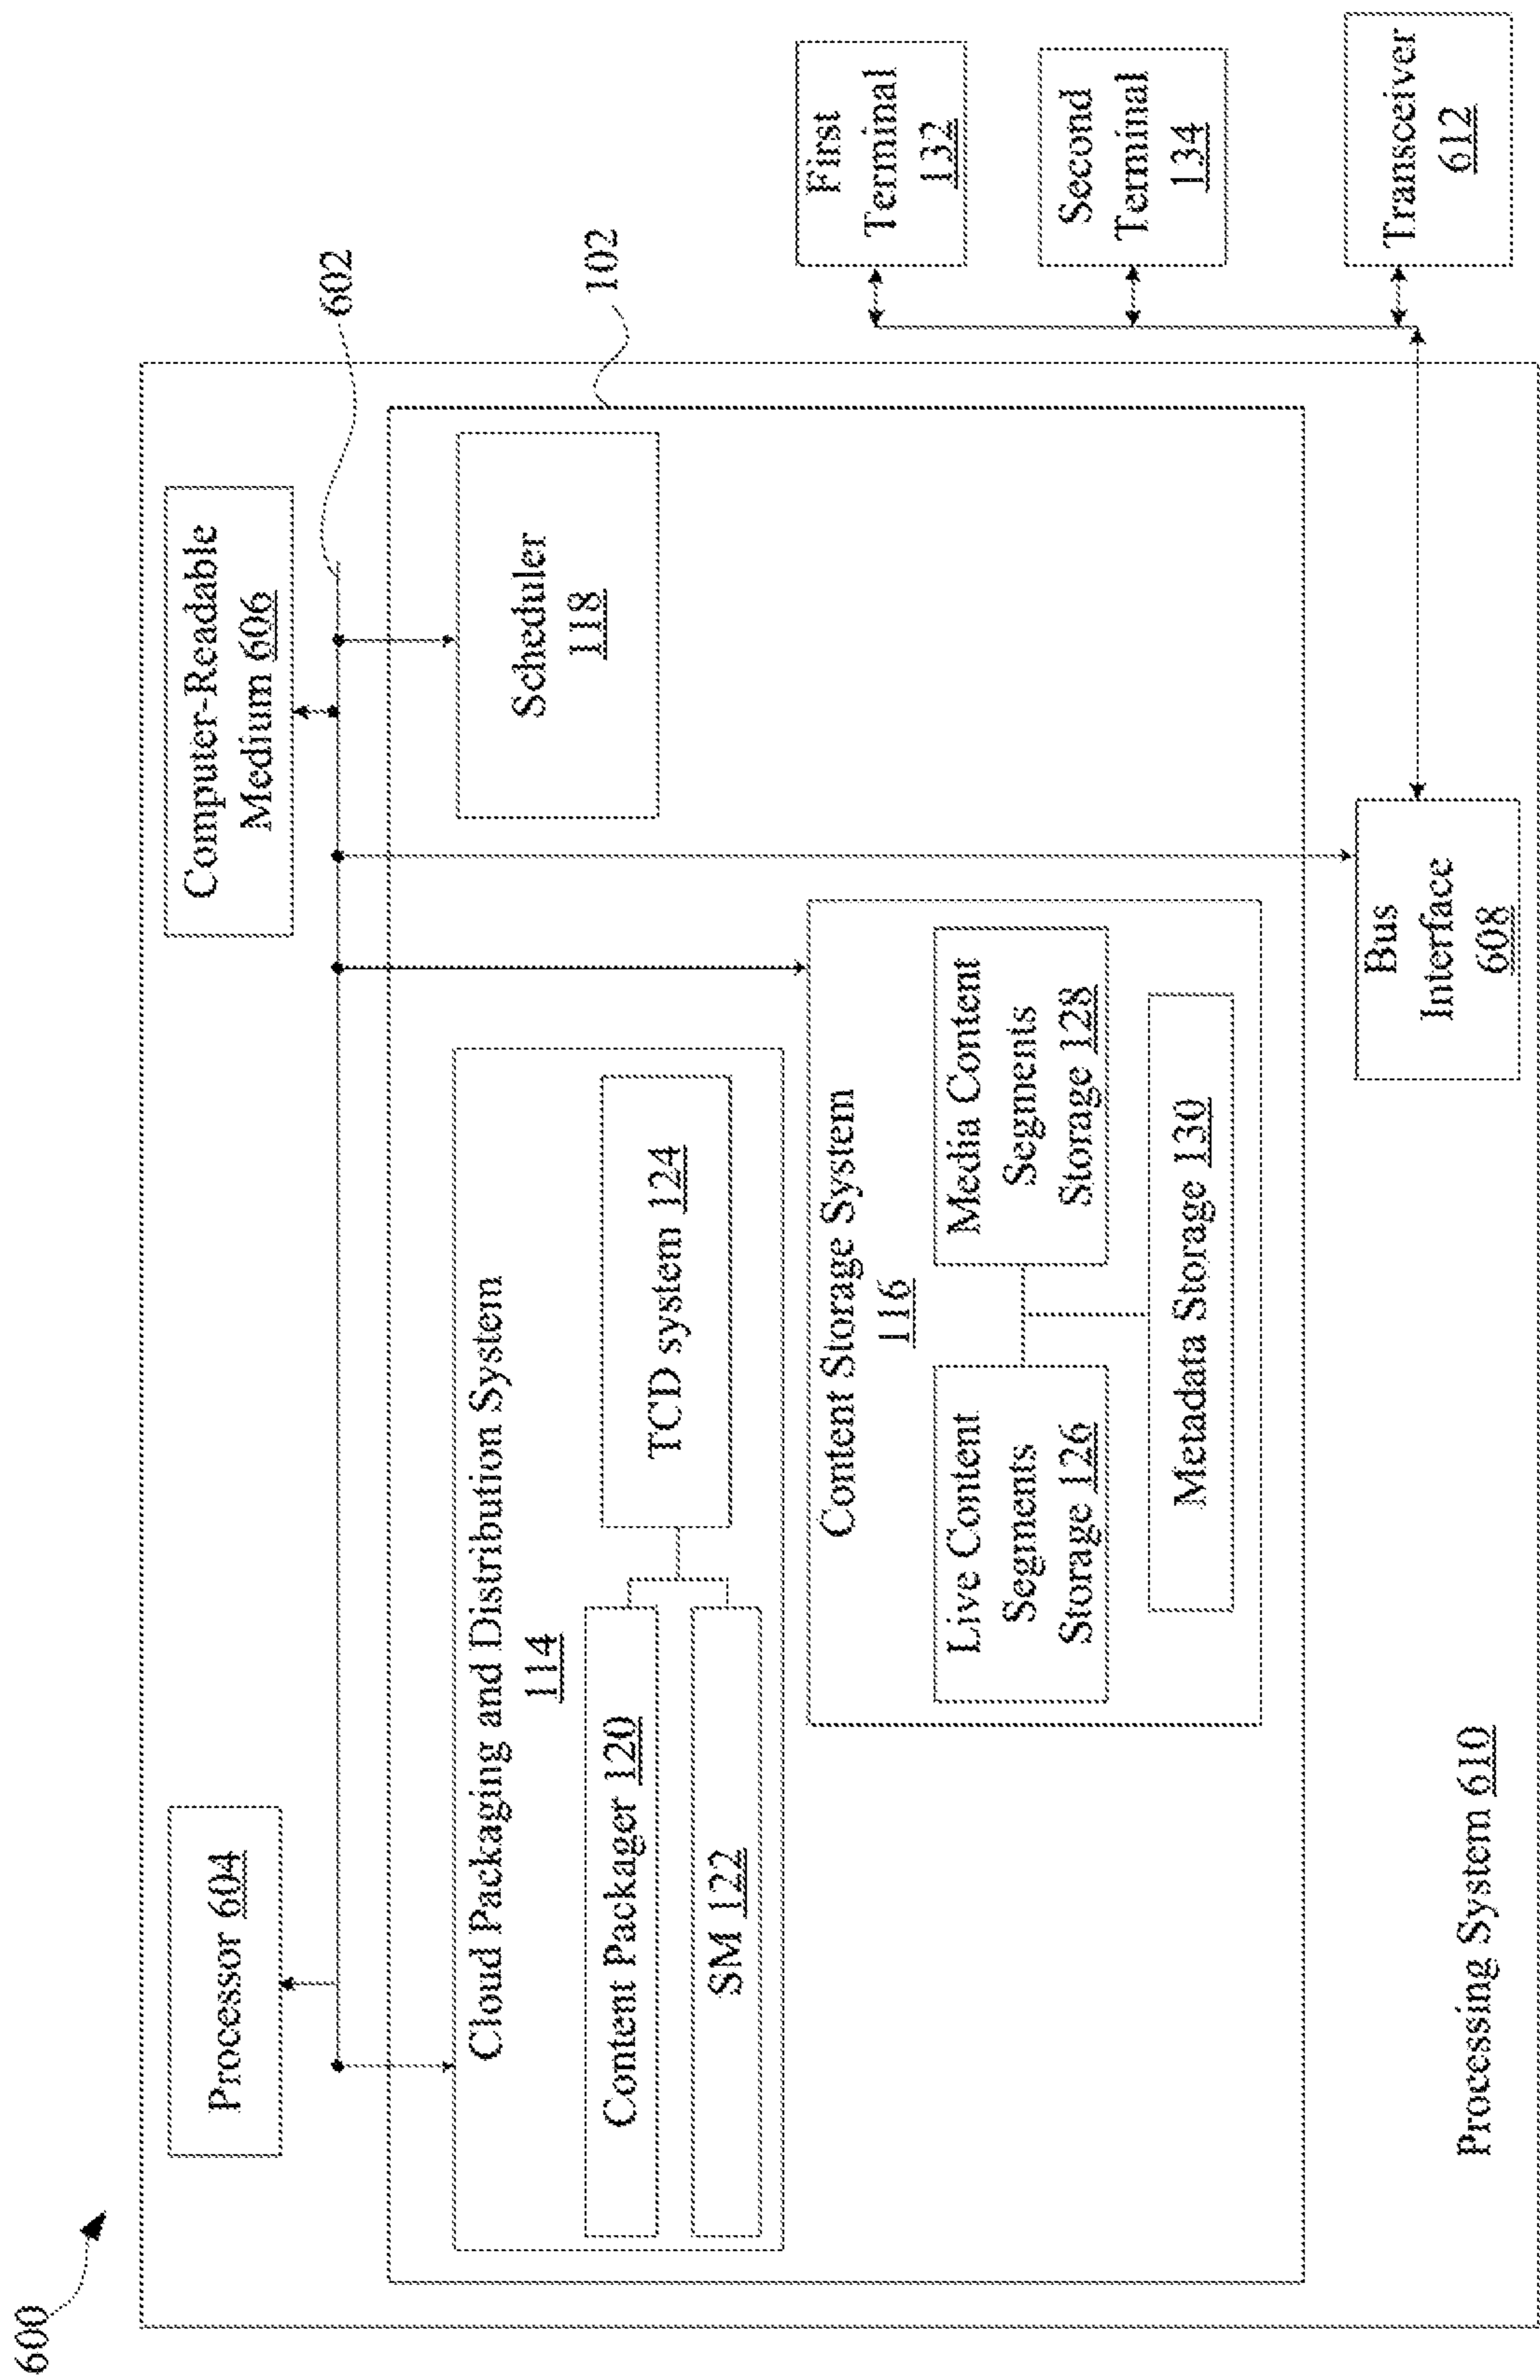 600
Processor 604
Computer-Readable
Medium 606
602
102
Cloud Packaging and Distribution System
114
Content Packager 120
SM 122
TCD system 124
Scheduler
118
Content Storage System
116
Live Content
Segments
Storage 126
Media Content
Segments
Storage 128
Metadata Storage 130
First
Terminal
132
Second
Terminal
134
Transceiver
612
Bus
Interface
608
Processing System 610